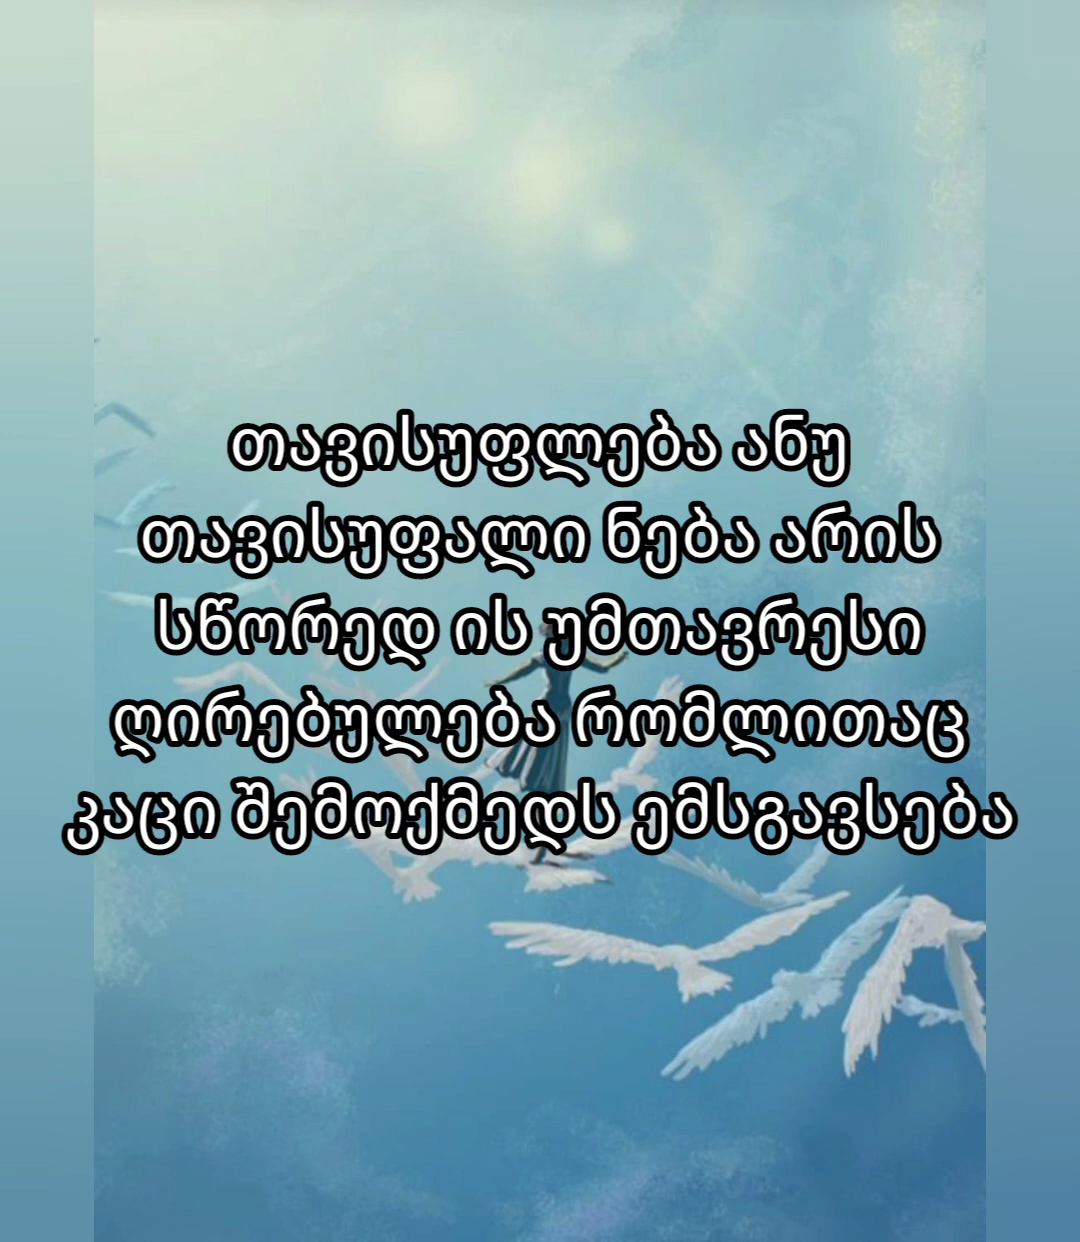 თავისუფლება ანუ
თავისუფალი ნება არის
სწორედ ის უმთავრესი
ღირებულება რომლითაც
კაცი შემოქმედს ემსგავსება